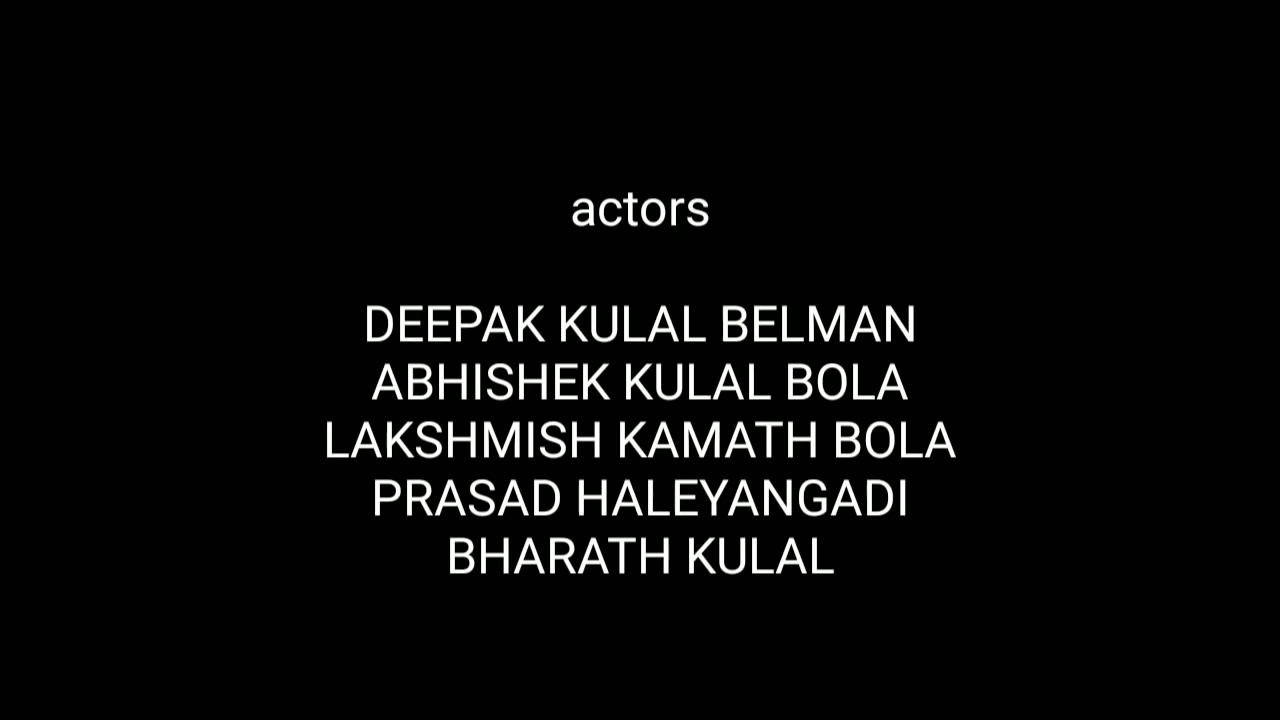 actors
DEEPAK KULAL BELMAN
ABHISHEK KULAL BOLA
LAKSHMISH KAMATH BOLA
PRASAD HALEYANGADI
BHARATH KULAL